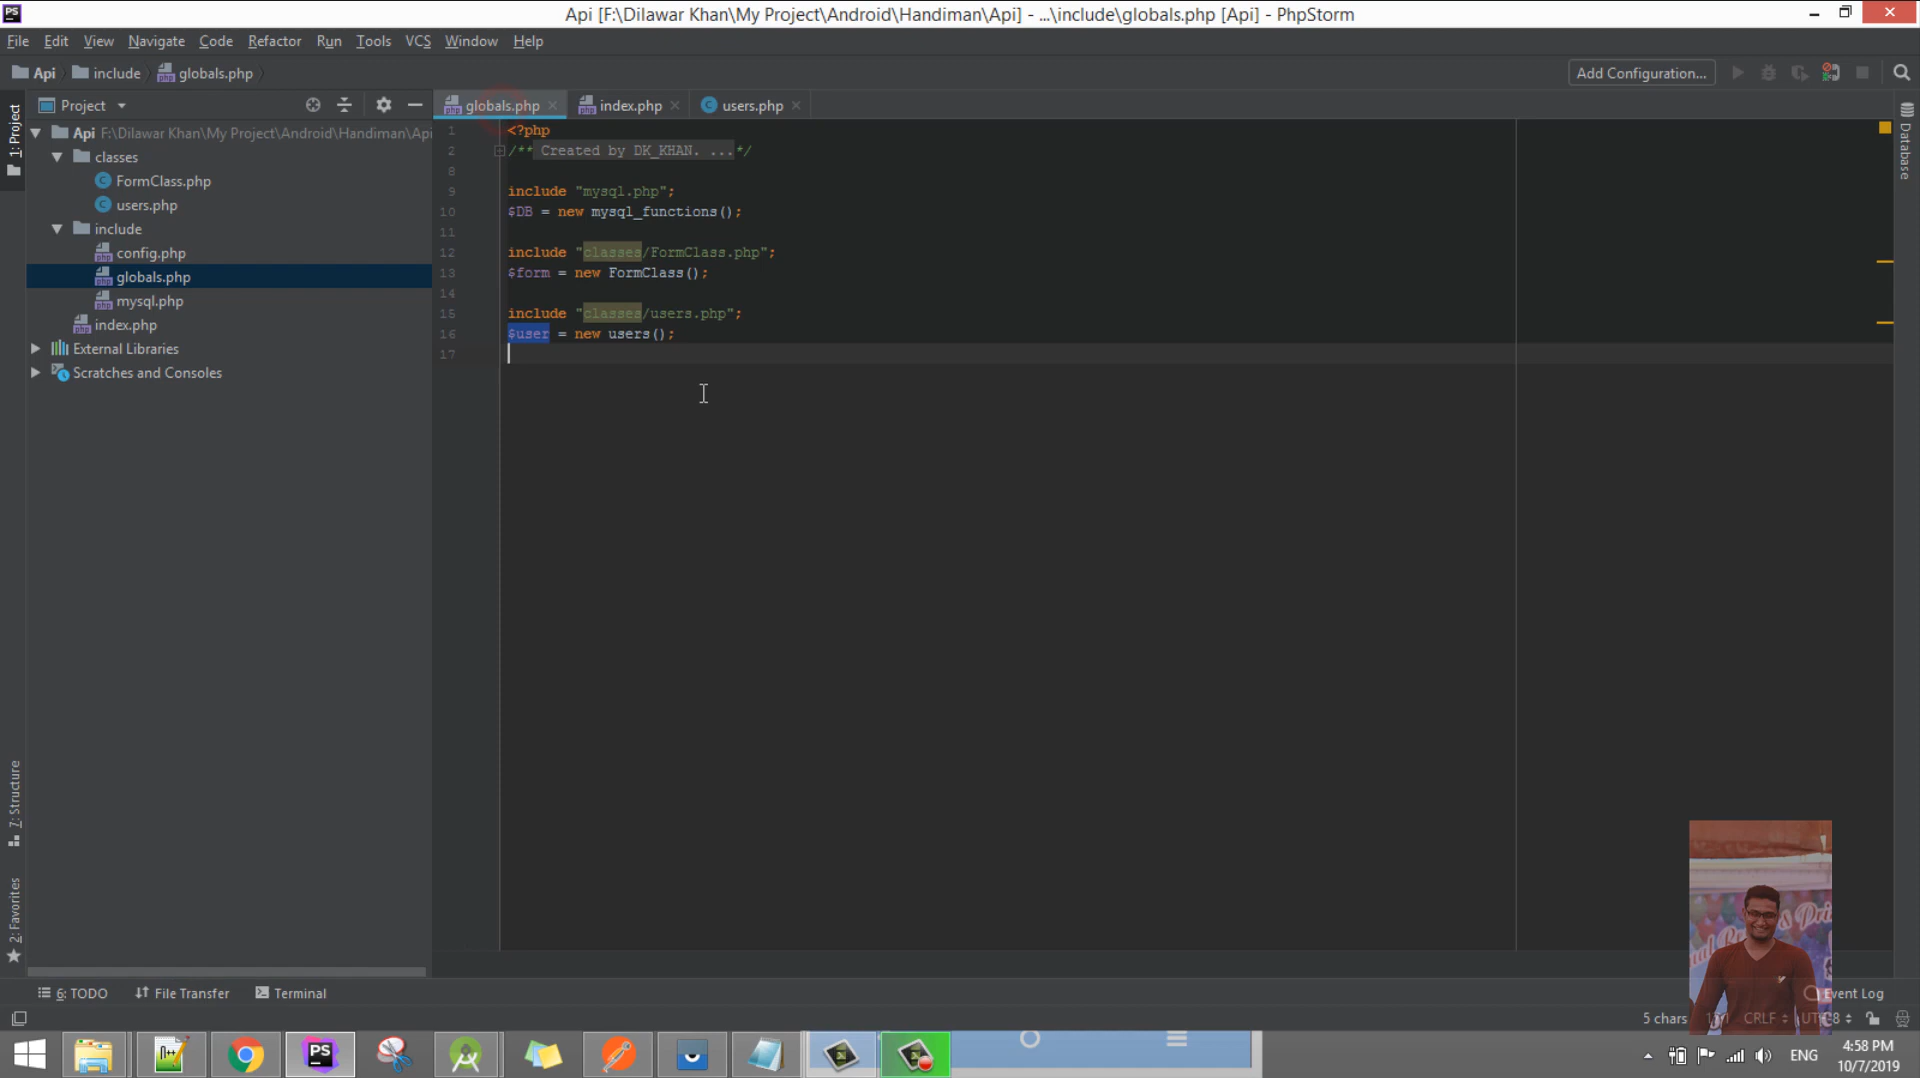 PS Api [F:\Dilawar Khan\My Project\Android\Handiman\Api] - ...\include\globals.php [Api] - PhpStorm
File Edit View Navigate Code Refactor Run Tools VCS Window Help
Api include globals.php Add Configuration...
Project globals.php index.php users.php
1: Project
Database
Api F:\Dilawar Khan\My Project\Android\Handiman\Api
classes
FormClass.php
users.php
include
config.php
globals.php
mysql.php
index.php
External Libraries
Scratches and Consoles
1 <?php
2 /** Created by DK_KHAN. ...*/
8
9 include "mysql.php";
10 $DB = new mysql_functions();
11
12 include "classes/FormClass.php";
13 $form = new FormClass();
14
15 include "classes/users.php";
16 $user = new users();
17
7: Structure
2: Favorites
6: TODO File Transfer Terminal Event Log
5 chars CRLF
PS
ENG
4:58 PM
10/7/2019